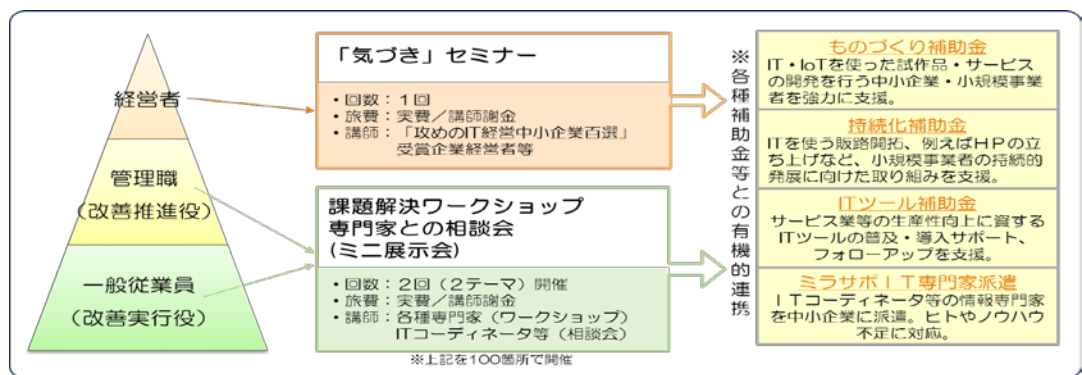 経営者
管理職
(改善推進役)
一般従業員
(改善実行役)
「気づき」セミナー
・回数：１回
・旅費：実費／講師謝金
・講師：「攻めのIT経営中小企業百選」
受賞企業経営者等
課題解決ワークショップ
専門家との相談会
(ミニ展示会)
・回数：２回（２テーマ）開催
・旅費：実費／講師謝金
・講師：各種専門家（ワークショップ）
ITコーディネータ等（相談会）
※上記を100箇所で開催
※各種補助金等との有機的連携
ものづくり補助金
IT・IoTを使った試作品・サービス
の開発を行う中小企業・小規模事業
者を強力に支援。
持続化補助金
ITを使う販路開拓、例えばＨＰの立
ち上げなど、小規模事業者の持続的
発展に向けた取り組みを支援。
ITツール補助金
サービス業等の生産性向上に資する
ITツールの普及・導入サポート、
フォローアップを支援。
ミラサポＩＴ専門家派遣
ＩＴコーディネータ等の情報専門家
を中小企業に派遣。ヒトやノウハウ
不足に対応。